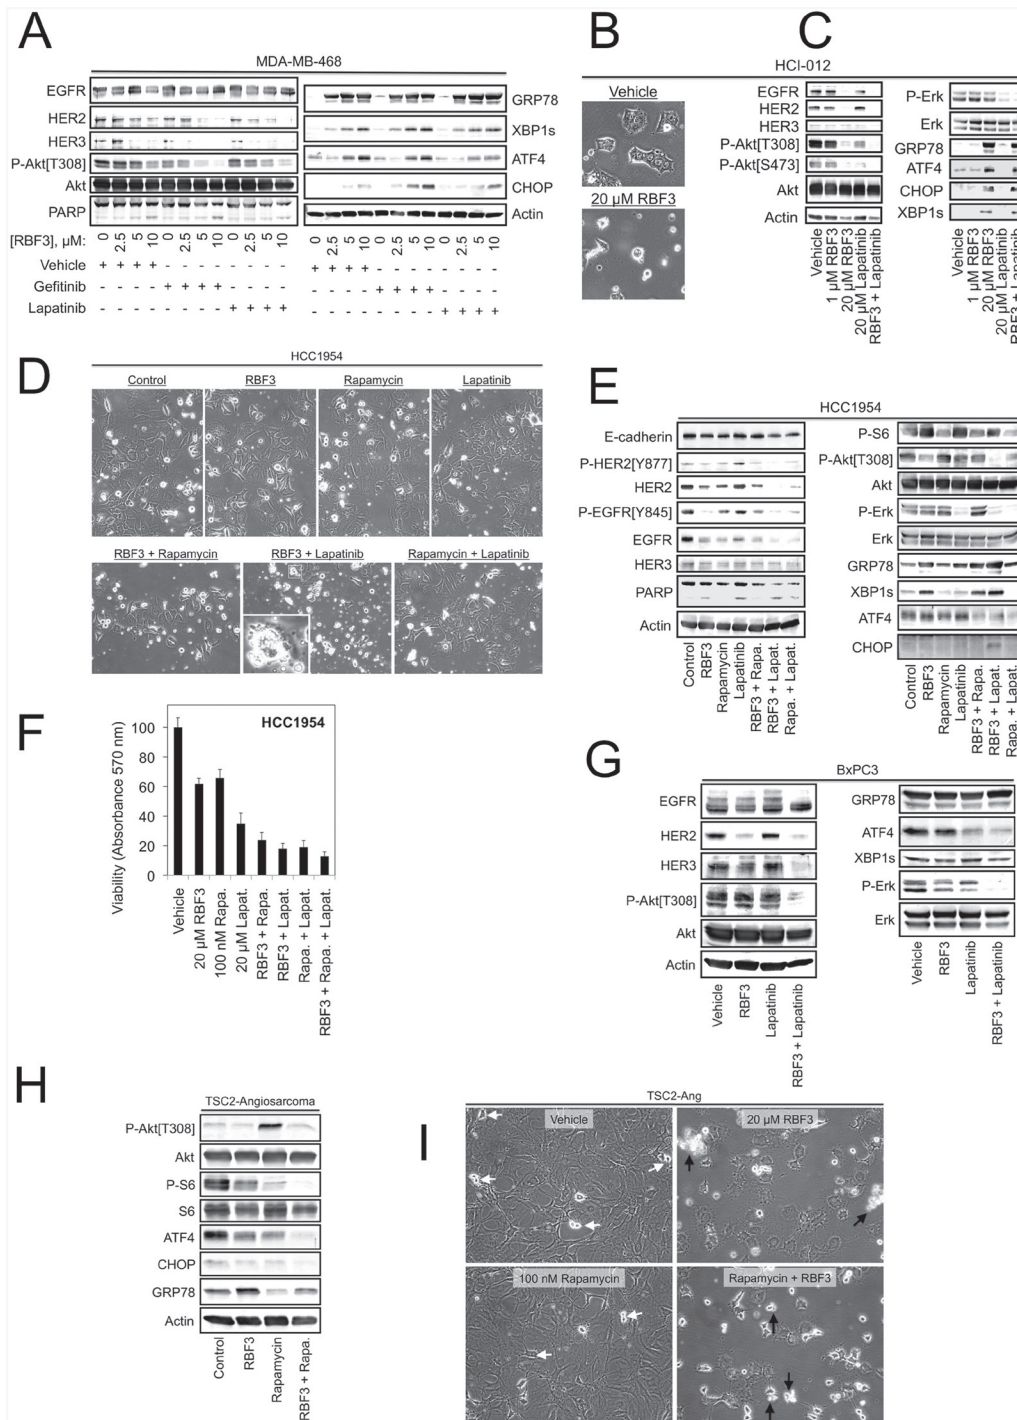 A
MDA-MB-468
EGFR
HER2
HER3
P-Akt[T308]
Akt
PARP
GRP78
XBP1s
ATF4
CHOP
Actin
[RBF3], µM: 0 2.5 5 10 0 2.5 5 10 0 2.5 5 10 0 2.5 5 10 0 2.5 5 10 0 2.5 5 10
Vehicle + + + + - - - - - - - - + + + + - - - - - - - -
Gefitinib - - - - + + + + - - - - - - - - + + + + - - - -
Lapatinib - - - - - - - - + + + + - - - - - - - - + + + +
B
Vehicle
20 µM RBF3
C
HCI-012
EGFR
HER2
HER3
P-Akt[T308]
P-Akt[S473]
Akt
Actin
Vehicle
1 µM RBF3
20 µM RBF3
20 µM Lapatinib
RBF3 + Lapatinib
P-Erk
Erk
GRP78
ATF4
CHOP
XBP1s
Vehicle
1 µM RBF3
20 µM RBF3
20 µM Lapatinib
RBF3 + Lapatinib
D
HCC1954
Control
RBF3
Rapamycin
Lapatinib
RBF3 + Rapamycin
RBF3 + Lapatinib
Rapamycin + Lapatinib
E
HCC1954
E-cadherin
P-HER2[Y877]
HER2
P-EGFR[Y845]
EGFR
HER3
PARP
Actin
Control
RBF3
Rapamycin
Lapatinib
RBF3 + Rapa.
RBF3 + Lapat.
Rapa. + Lapat.
P-S6
P-Akt[T308]
Akt
P-Erk
Erk
GRP78
XBP1s
ATF4
CHOP
Control
RBF3
Rapamycin
Lapatinib
RBF3 + Rapa.
RBF3 + Lapat.
Rapa. + Lapat.
F
HCC1954
Viability (Absorbance 570 nm)
100
80
60
40
20
0
Vehicle
20 µM RBF3
100 nM Rapa.
20 µM Lapat.
RBF3 + Rapa.
RBF3 + Lapat.
Rapa. + Lapat.
RBF3 + Rapa. + Lapat.
G
BxPC3
EGFR
HER2
HER3
P-Akt[T308]
Akt
Actin
Vehicle
RBF3
Lapatinib
RBF3 + Lapatinib
GRP78
ATF4
XBP1s
P-Erk
Erk
Vehicle
RBF3
Lapatinib
RBF3 + Lapatinib
H
TSC2-Angiosarcoma
P-Akt[T308]
Akt
P-S6
S6
ATF4
CHOP
GRP78
Actin
Control
RBF3
Rapamycin
RBF3 + Rapa.
I
TSC2-Ang
Vehicle
20 µM RBF3
100 nM Rapamycin
Rapamycin + RBF3